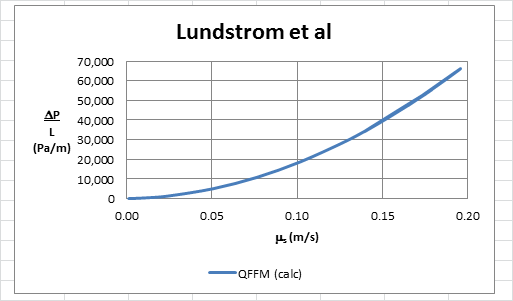 Lundstrom et al
70,000
60,000
50,000
40,000
30,000
20,000
10,000
0
ΔP
L
(Pa/m)
0.00 0.05 0.10 0.15 0.20
μs (m/s)
QFFM (calc)